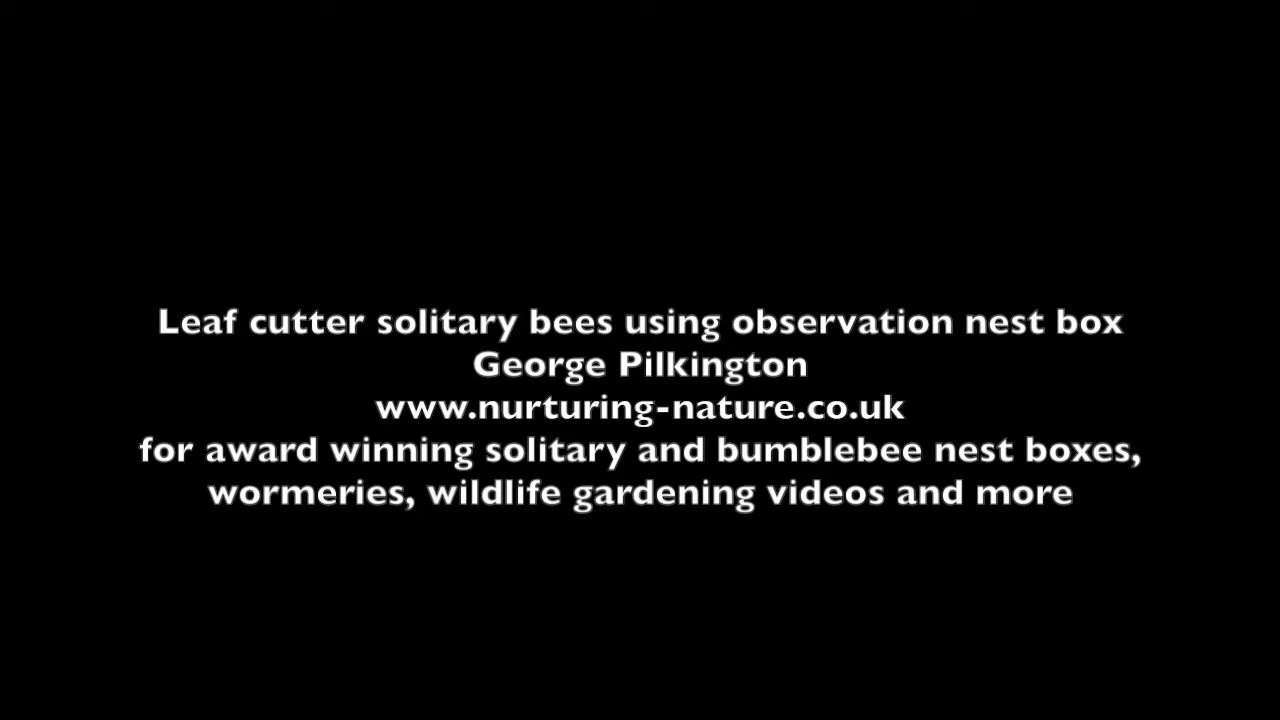 Leaf cutter solitary bees using observation nest box
George Pilkington
www.nurturing-nature.co.uk
for award winning solitary and bumblebee nest boxes,
wormeries, wildlife gardening videos and more